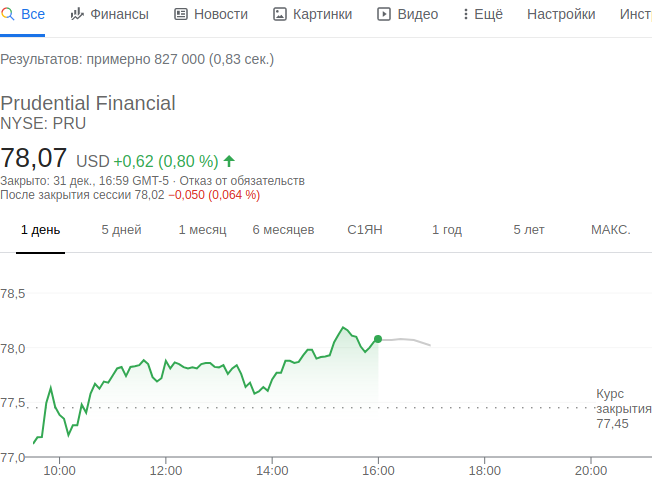 Все Финансы Новости Картинки Видео Ещё Настройки Инст
Результатов: примерно 827 000 (0,83 сек.)
Prudential Financial
NYSE: PRU
78,07 USD +0,62 (0,80 %)
Закрыто: 31 дек., 16:59 GMT-5 · Отказ от обязательств
После закрытия сессии 78,02 −0,050 (0,064 %)
1 день 5 дней 1 месяц 6 месяцев С1ЯН 1 год 5 лет МАКС.
78,5
78,0
77,5
Курс
закрытия
77,45
77,0
10:00 12:00 14:00 16:00 18:00 20:00